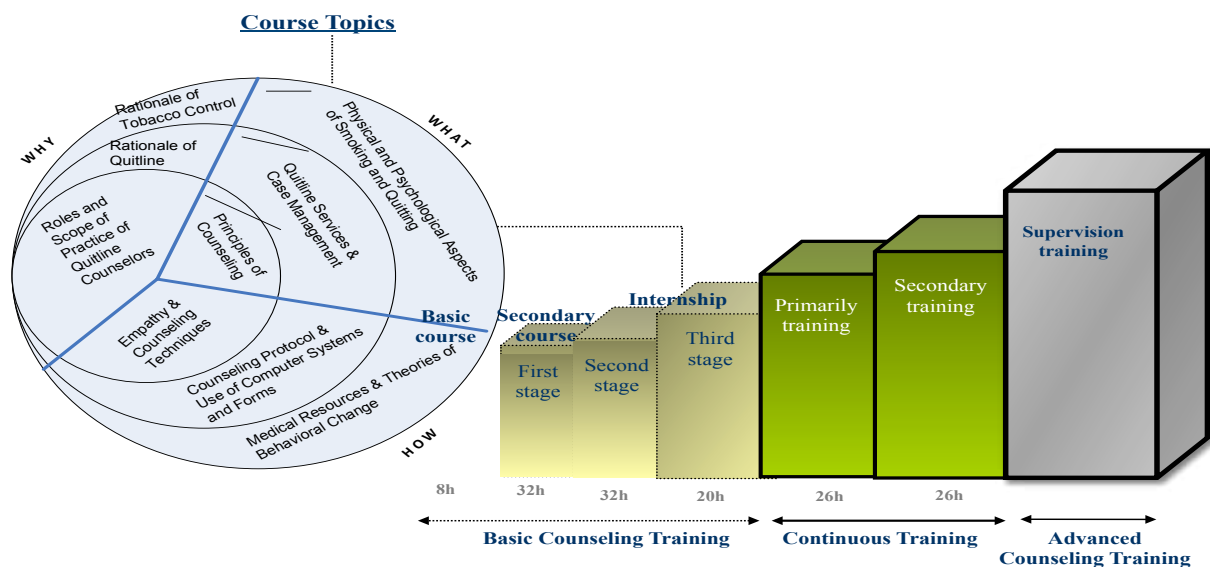 Course Topics
WHY
Rationale of
Tobacco Control
Rationale of
Quitline
Roles and
Scope of
Practice of
Quitline
Counselors
WHAT
Physical and Psychological Aspects
of Smoking and Quitting
Quitline Services &
Case Management
Principles of
Counseling
Empathy &
Counseling
Techniques
Counseling Protocol &
Use of Computer Systems
and Forms
Medical Resources & Theories of
Behavioral Change
HOW
Basic
course
Secondary
course
Internship
First
stage
Second
stage
Third
stage
Primarily
training
Secondary
training
Supervision
training
8h
32h
32h
20h
26h
26h
Basic Counseling Training
Continuous Training
Advanced
Counseling Training